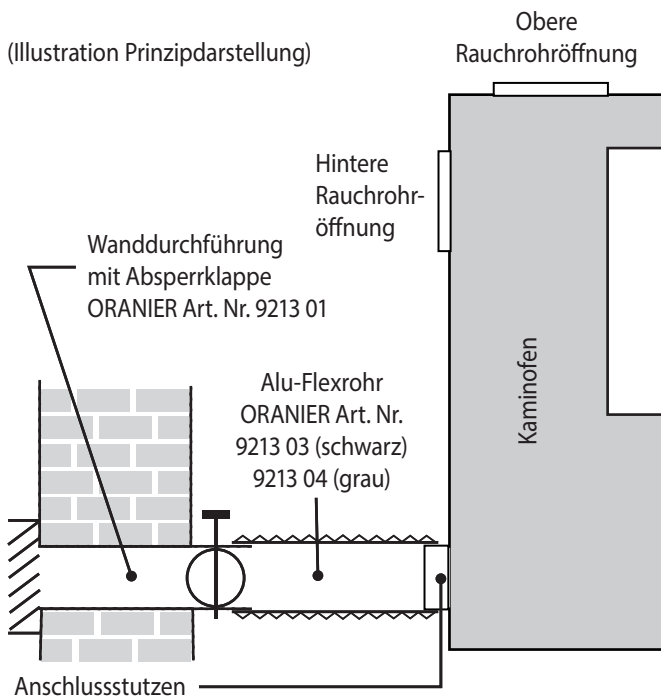 (Illustration Prinzipdarstellung)
Obere
Rauchrohröffnung
Hintere
Rauchrohr-
öffnung
Wanddurchführung
mit Absperrklappe
ORANIER Art. Nr. 9213 01
Alu-Flexrohr
ORANIER Art. Nr.
9213 03 (schwarz)
9213 04 (grau)
Kaminofen
Anschlussstutzen